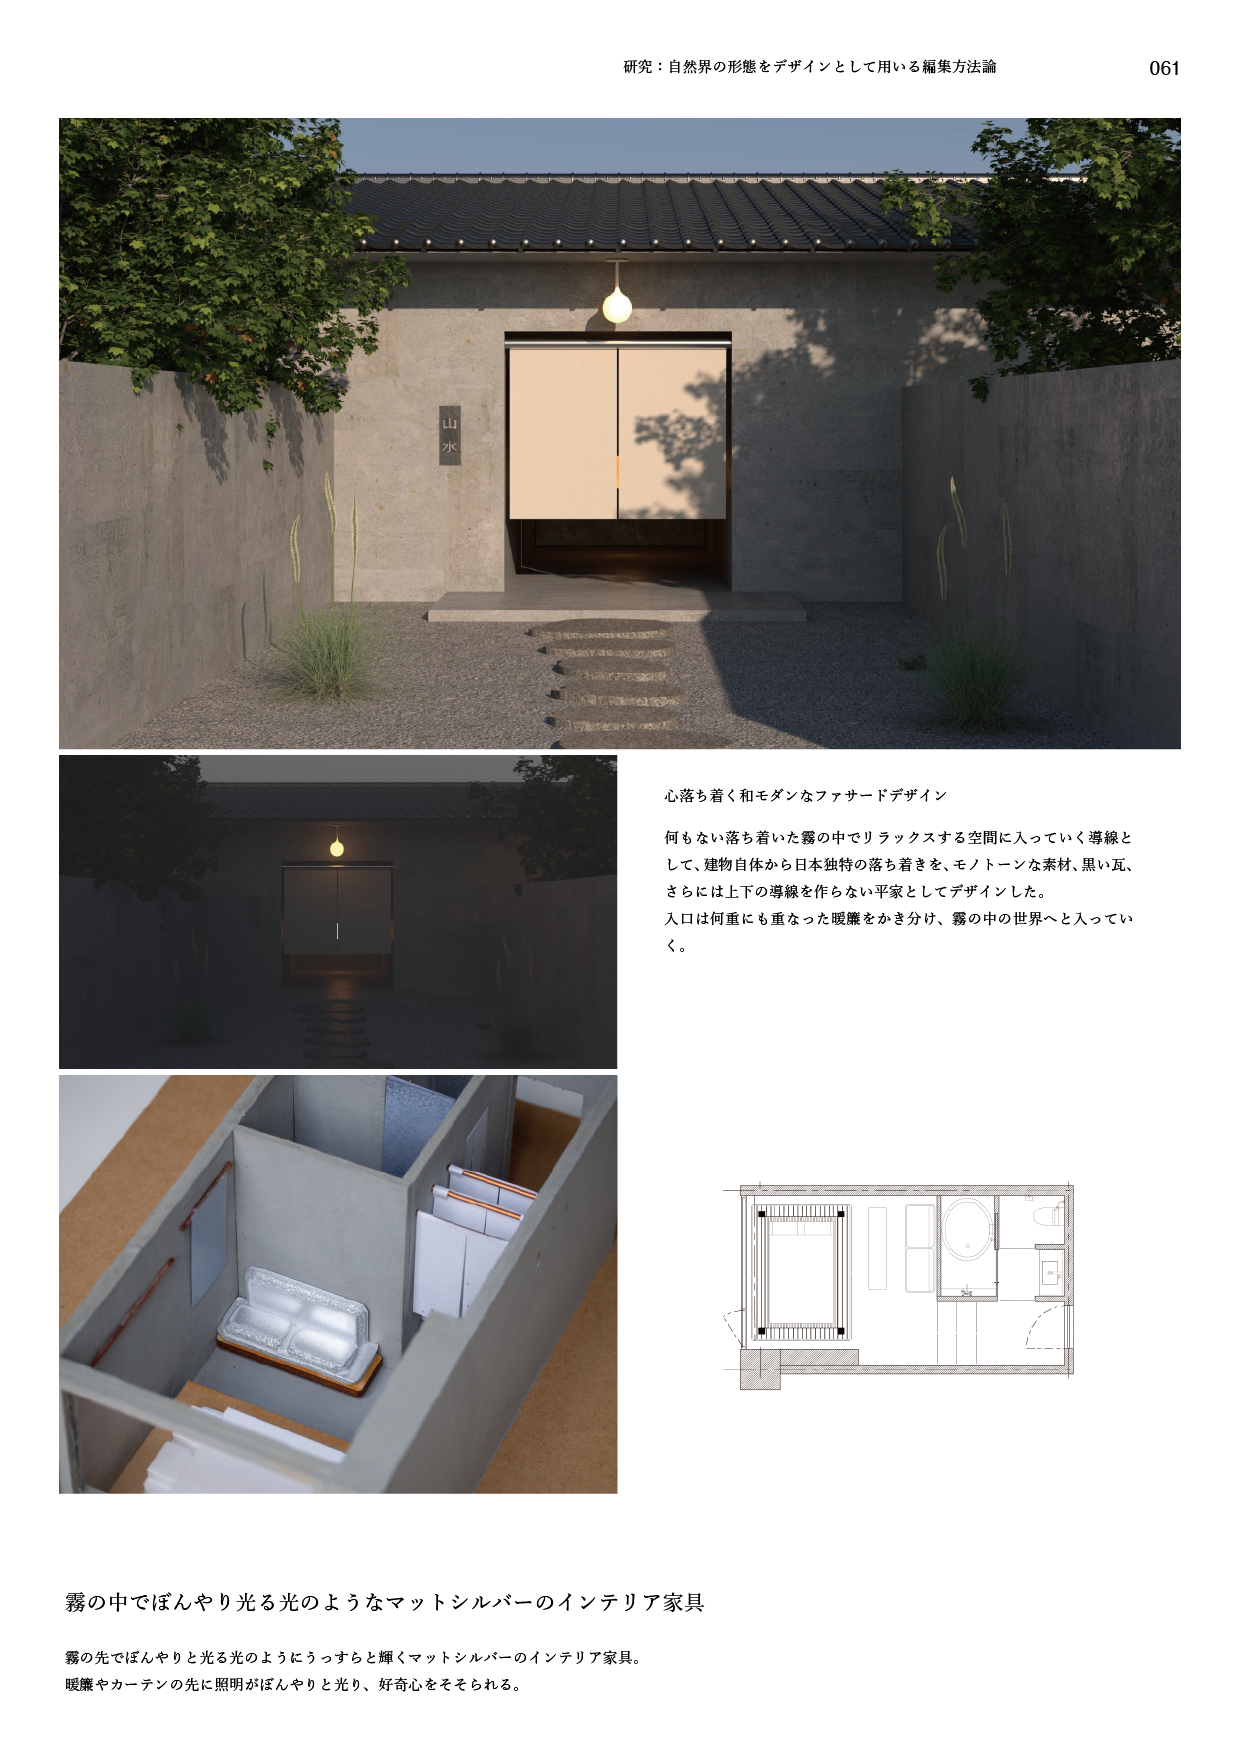 研究：自然界の形態をデザインとして用いる編集方法論
061
山
水
心落ち着く和モダンなファサードデザイン
何もない落ち着いた霧の中でリラックスする空間に入っていく導線と
して、建物自体から日本独特の落ち着きを、モノトーンな素材、黒い瓦、
さらには上下の導線を作らない平家としてデザインした。
入口は何重にも重なった暖簾をかき分け、霧の中の世界へと入ってい
く。
霧の中でぼんやり光る光のようなマットシルバーのインテリア家具
霧の先でぼんやりと光る光のようにうっすらと輝くマットシルバーのインテリア家具。
暖簾やカーテンの先に照明がぼんやりと光り、好奇心をそそられる。